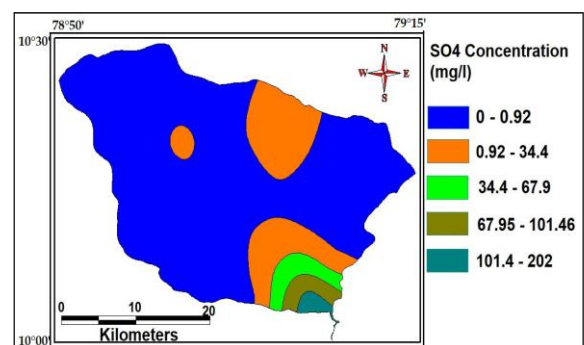 78°50'
79°15'
10°30'
N
W E
S
SO4 Concentration
(mg/l)
0 - 0.92
0.92 - 34.4
34.4 - 67.9
67.95 - 101.46
101.4 - 202
0 10 20
Kilometers
10°00'